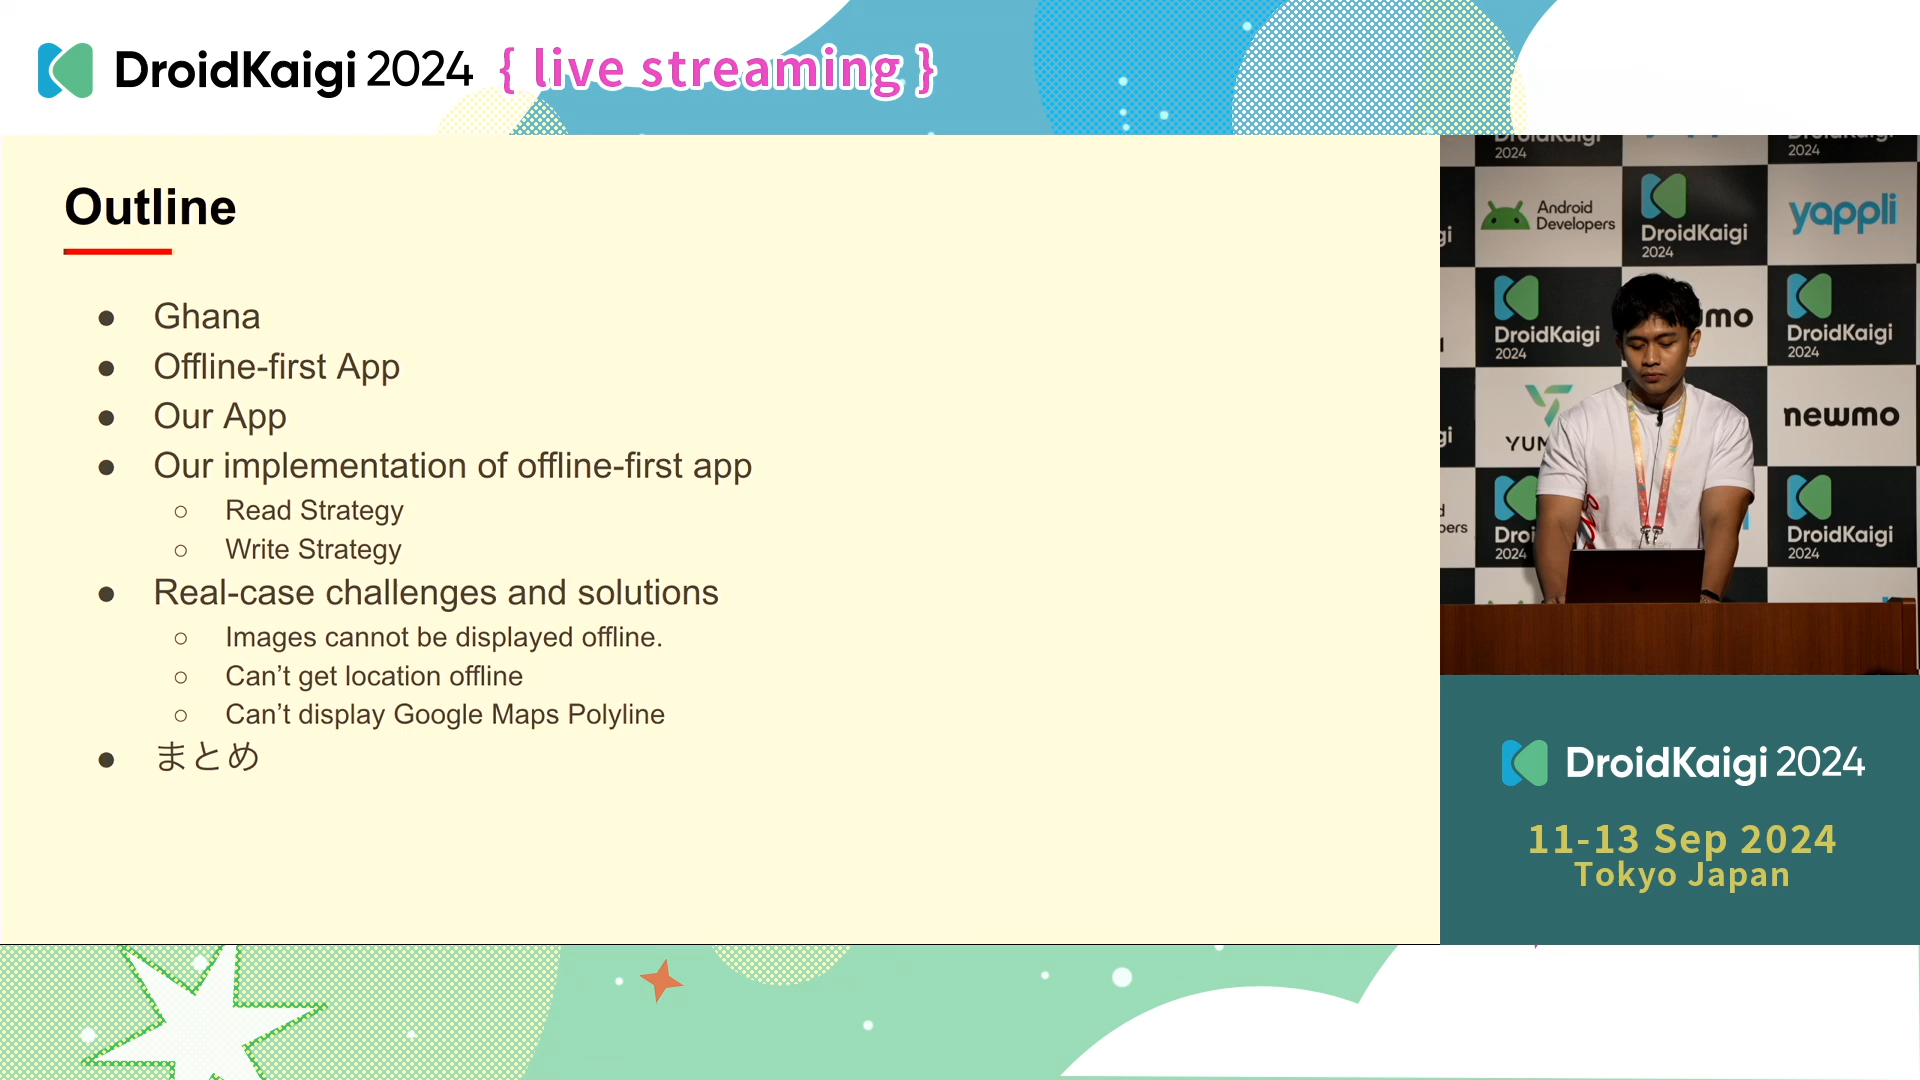 DroidKaigi 2024 { live streaming }
Outline
● Ghana
● Offline-first App
● Our App
● Our implementation of offline-first app
○ Read Strategy
○ Write Strategy
● Real-case challenges and solutions
○ Images cannot be displayed offline.
○ Can’t get location offline
○ Can’t display Google Maps Polyline
● まとめ
DroidKaigi
2024
2024
Android
Developers
DroidKaigi
2024
yappli
DroidKaigi
2024
DroidKaigi
2024
newmo
DroidKaigi
2024
DroidKaigi 2024
11-13 Sep 2024
Tokyo Japan